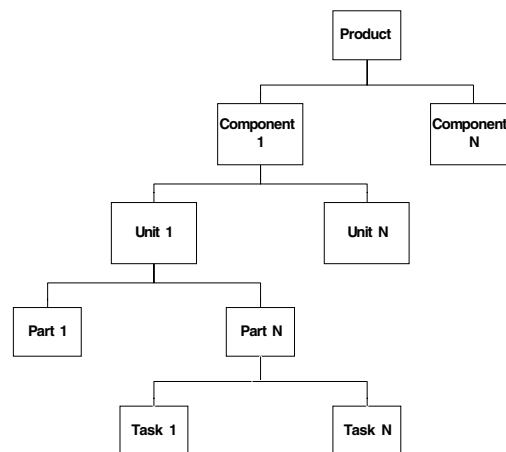 Product
Component
1
Component
N
Unit 1
Unit N
Part 1
Part N
Task 1
Task N